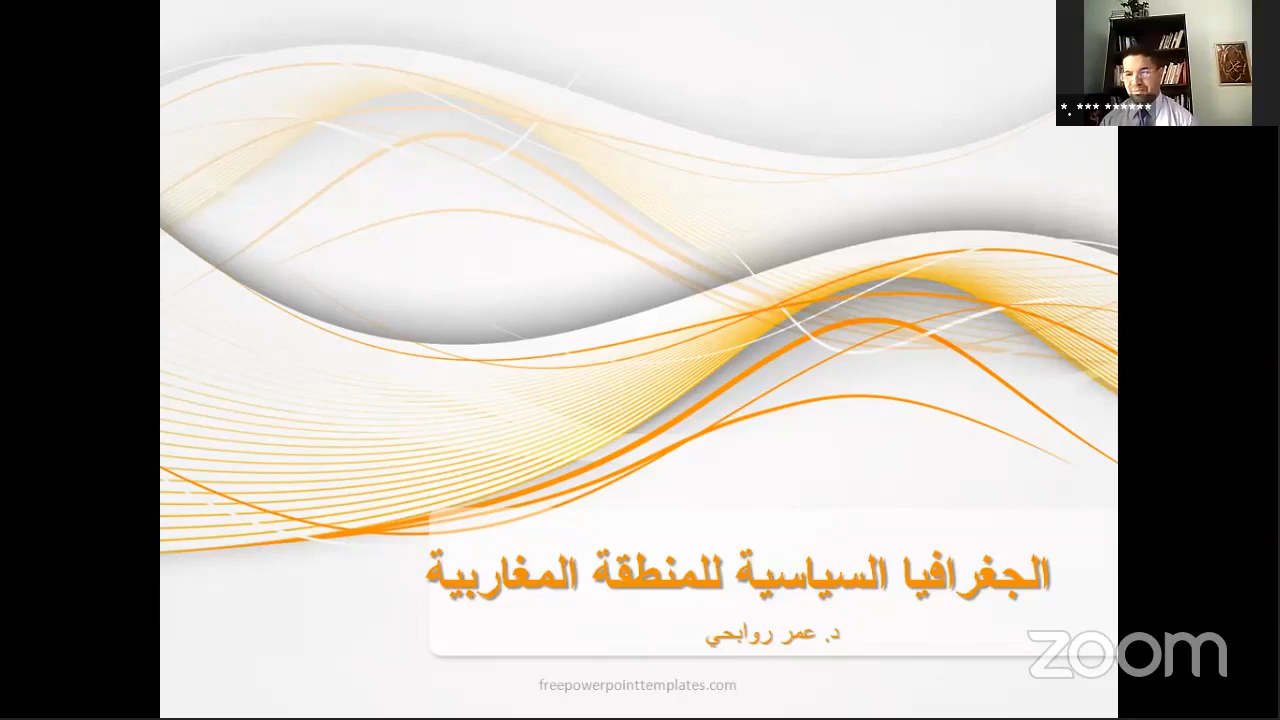 الجغرافيا السياسية للمنطقة المغاربية
د. عمر روابحي
zoom
freepowerpointtemplates.com